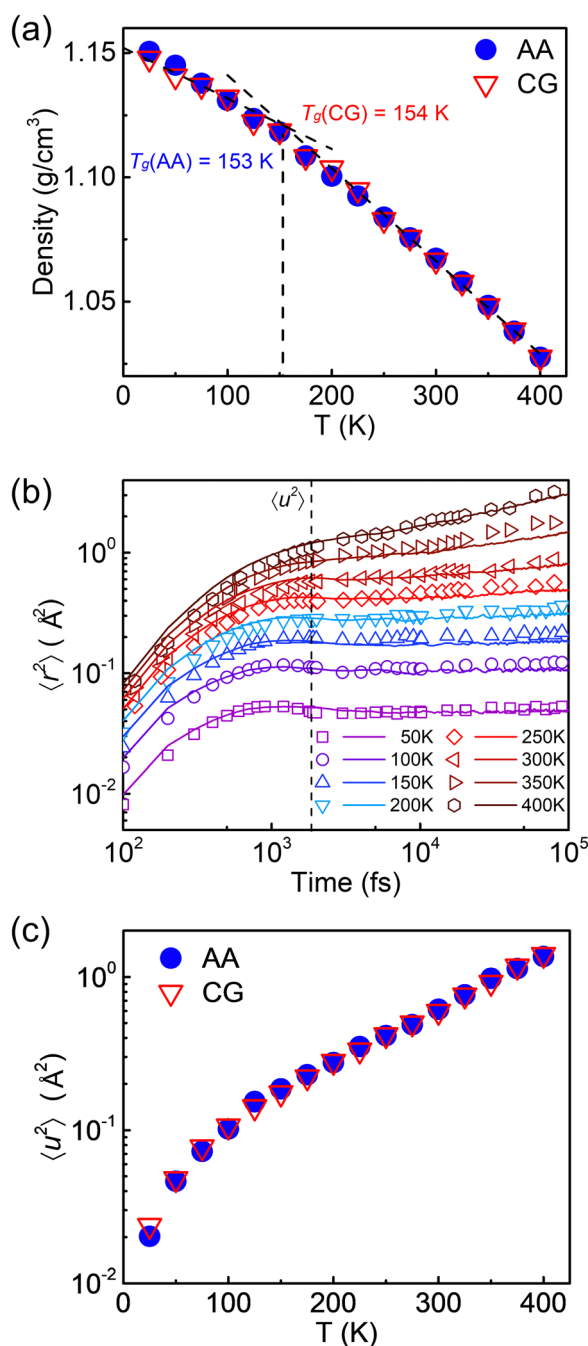 (a)
1.15
1.10
1.05
Density (g/cm³)
AA
CG
Tg(CG) = 154 K
Tg(AA) = 153 K
0 100 200 300 400
T (K)
(b)
⟨u²⟩
10⁰
10⁻¹
10⁻²
⟨r²⟩ ( Å²)
50K 250K
100K 300K
150K 350K
200K 400K
10² 10³ 10⁴ 10⁵
Time (fs)
(c)
AA
CG
10⁰
10⁻¹
10⁻²
⟨u²⟩ ( Å²)
0 100 200 300 400
T (K)